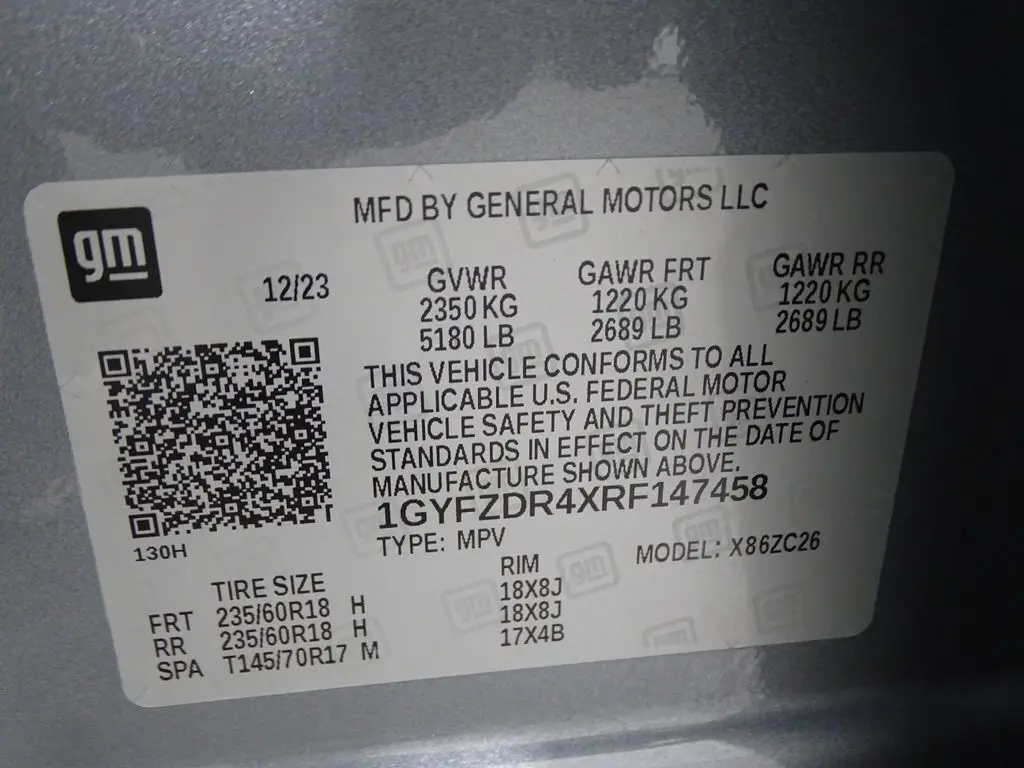 gm
MFD BY GENERAL MOTORS LLC
12/23
GVWR GAWR FRT GAWR RR
2350 KG 1220 KG 1220 KG
5180 LB 2689 LB 2689 LB
THIS VEHICLE CONFORMS TO ALL
APPLICABLE U.S. FEDERAL MOTOR
VEHICLE SAFETY AND THEFT PREVENTION
STANDARDS IN EFFECT ON THE DATE OF
MANUFACTURE SHOWN ABOVE.
1GYFZDR4XRF147458
130H
TYPE: MPV MODEL: X86ZC26
TIRE SIZE RIM
FRT 235/60R18 H 18X8J
RR 235/60R18 H 18X8J
SPA T145/70R17 M 17X4B